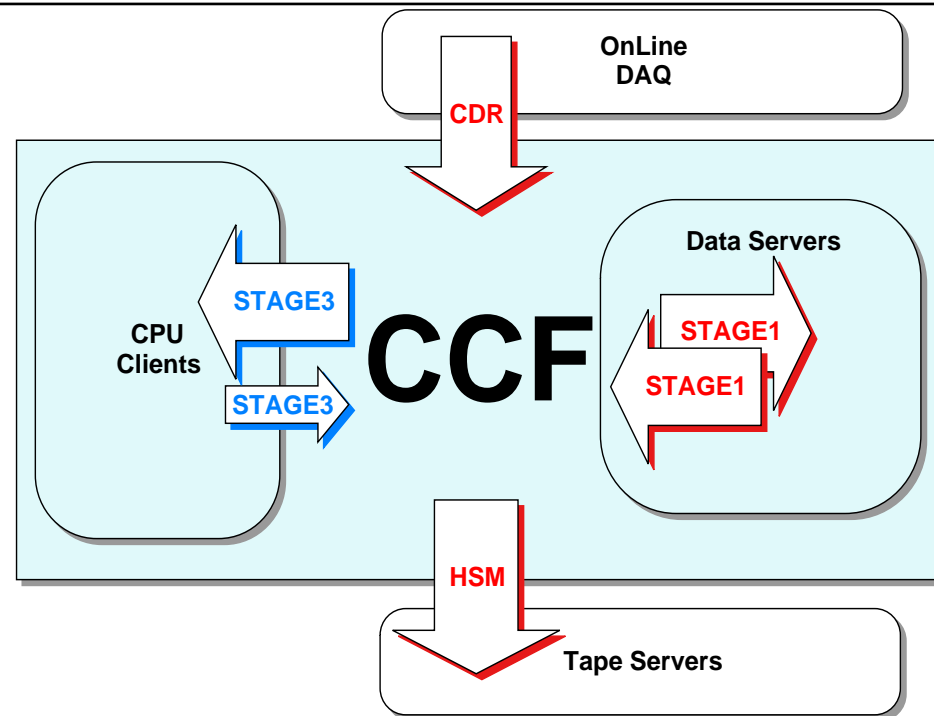 OnLine
DAQ
CDR
Data Servers
STAGE3
STAGE1
CPU
Clients
CCF
STAGE1
STAGE3
HSM
Tape Servers